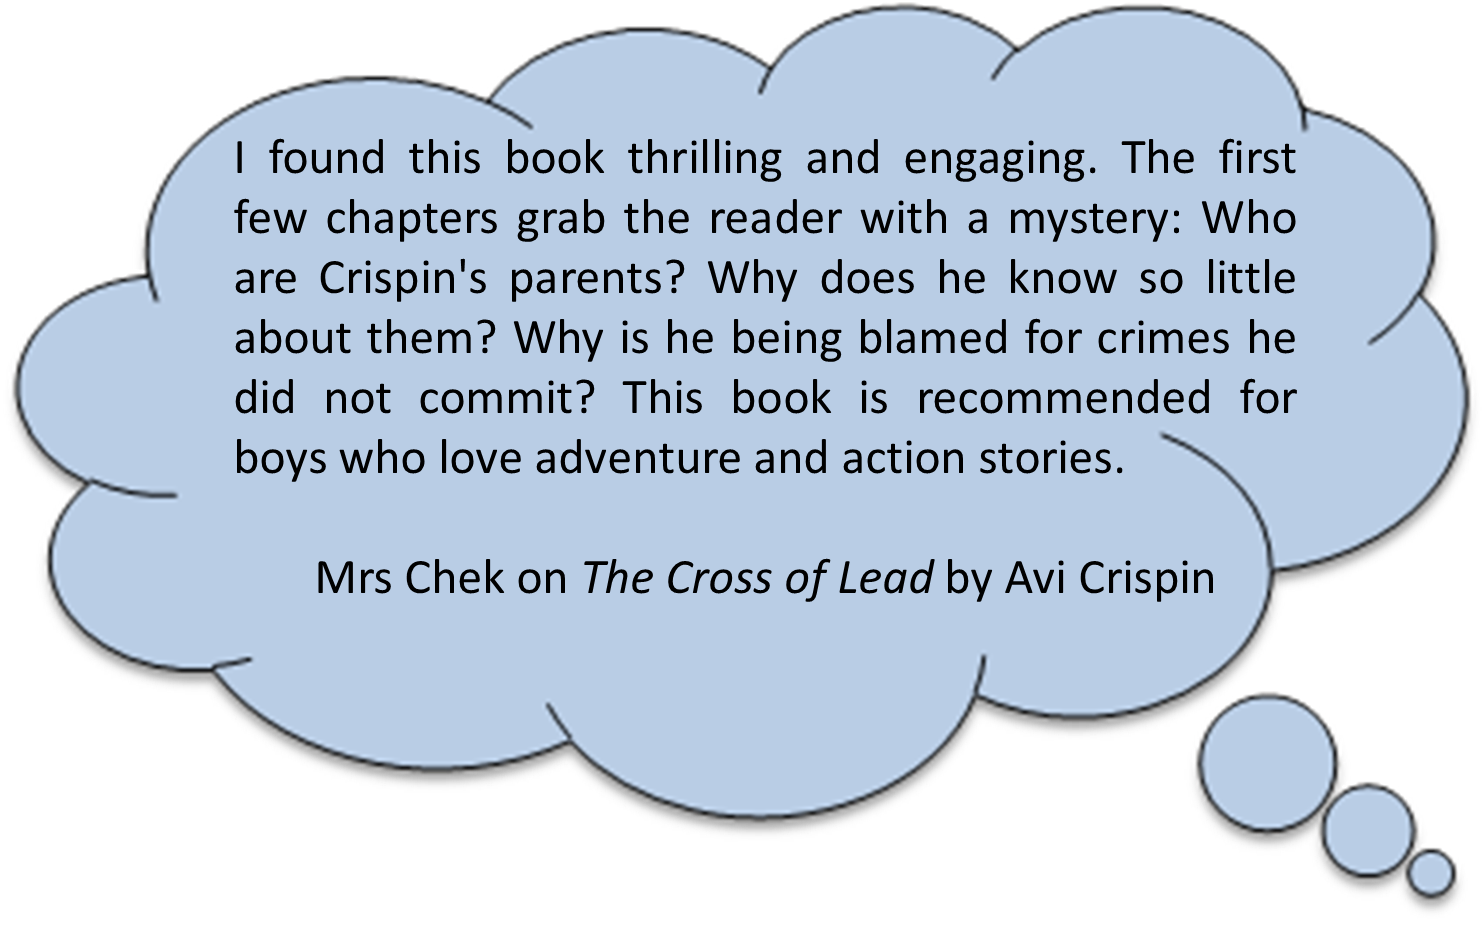 I found this book thrilling and engaging. The first
few chapters grab the reader with a mystery: Who
are Crispin's parents? Why does he know so little
about them? Why is he being blamed for crimes he
did not commit? This book is recommended for
boys who love adventure and action stories.
Mrs Chek on The Cross of Lead by Avi Crispin